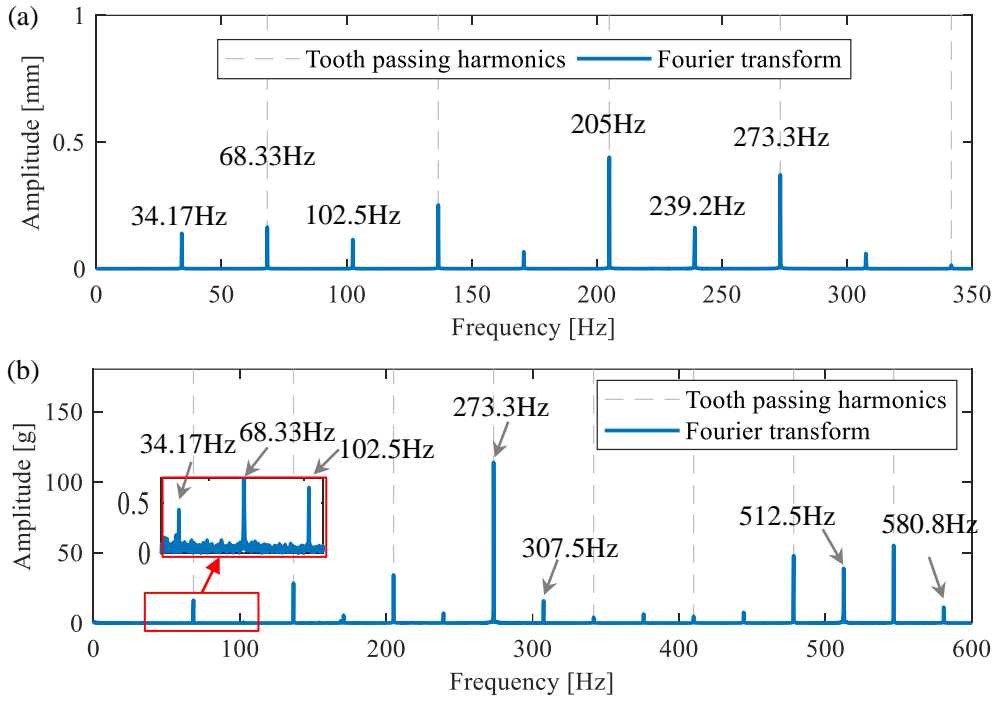 (a)
1
Tooth passing harmonics Fourier transform
Amplitude [mm]
205Hz
273.3Hz
0.5
68.33Hz
34.17Hz
102.5Hz
239.2Hz
0
0 50 100 150 200 250 300 350
Frequency [Hz]
(b)
150
Tooth passing harmonics
Fourier transform
273.3Hz
34.17Hz
68.33Hz
102.5Hz
Amplitude [g]
100
0.5
0
512.5Hz
580.8Hz
307.5Hz
50
0
0 100 200 300 400 500 600
Frequency [Hz]